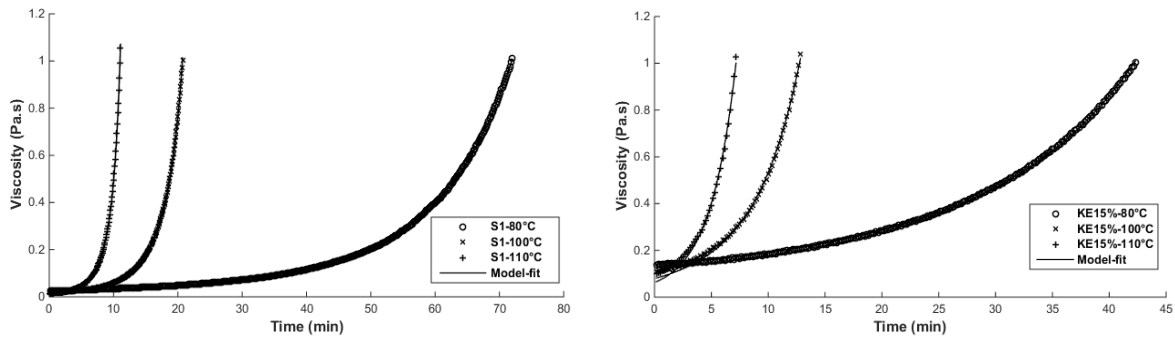 1.2
1
0.8
0.6
0.4
0.2
0
Viscosity (Pa.s)
S1-80°C
S1-100°C
S1-110°C
Model-fit
0 10 20 30 40 50 60 70 80
Time (min)
1.2
1
0.8
0.6
0.4
0.2
0
Viscosity (Pa.s)
KE15%-80°C
KE15%-100°C
KE15%-110°C
Model-fit
0 5 10 15 20 25 30 35 40 45
Time (min)